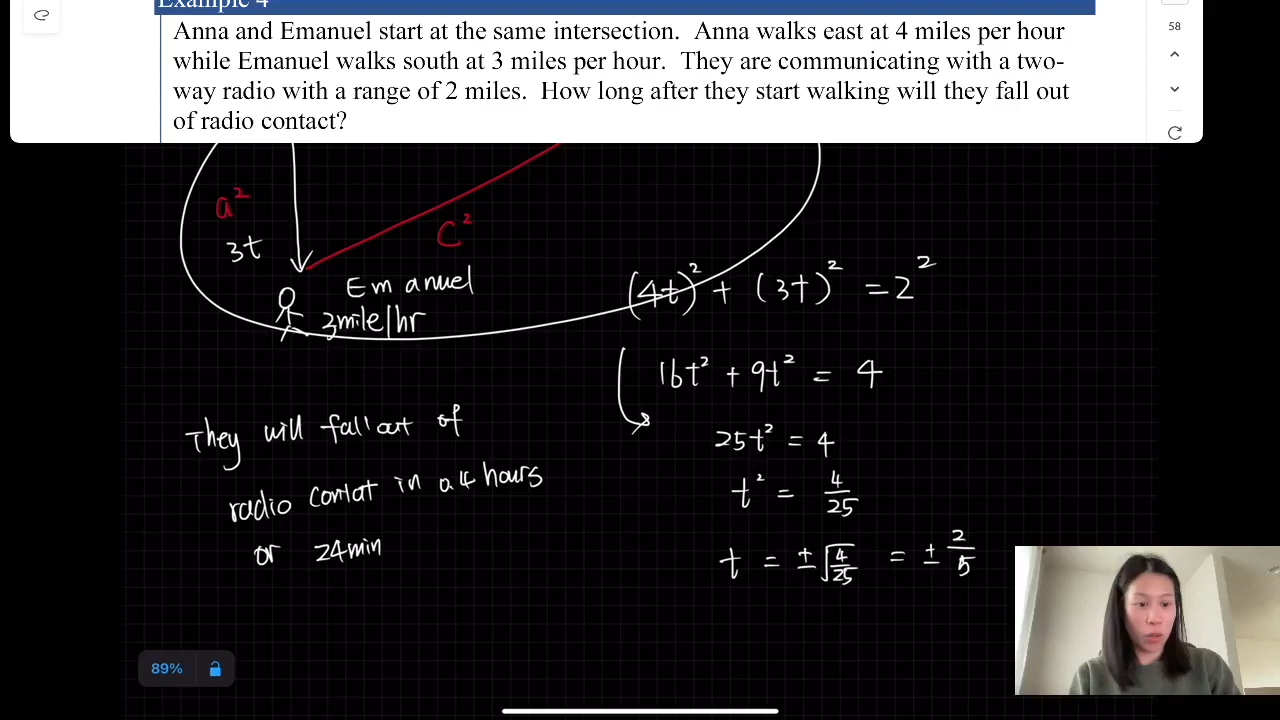 Example 4
58
Anna and Emanuel start at the same intersection. Anna walks east at 4 miles per hour
while Emanuel walks south at 3 miles per hour. They are communicating with a two-
way radio with a range of 2 miles. How long after they start walking will they fall out
of radio contact?
a²
3t
c²
Emanuel
3mile/hr
(4t)² + (3t)² = 2²
16t² + 9t² = 4
25t² = 4
t² = 4/25
t = ±√4/25 = ± 2/5
They will fall out of
radio contat in 0.4 hours
or 24min
89%